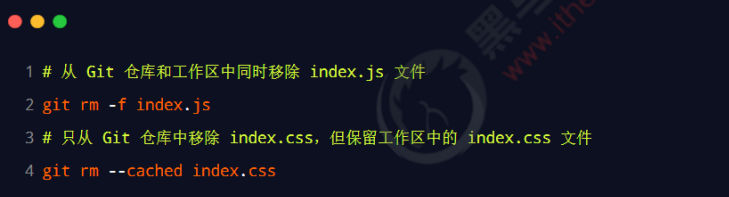 1 # 从 Git 仓库和工作区中同时移除 index.js 文件
2 git rm -f index.js
3 # 只从 Git 仓库中移除 index.css，但保留工作区中的 index.css 文件
4 git rm --cached index.css
www.ithe